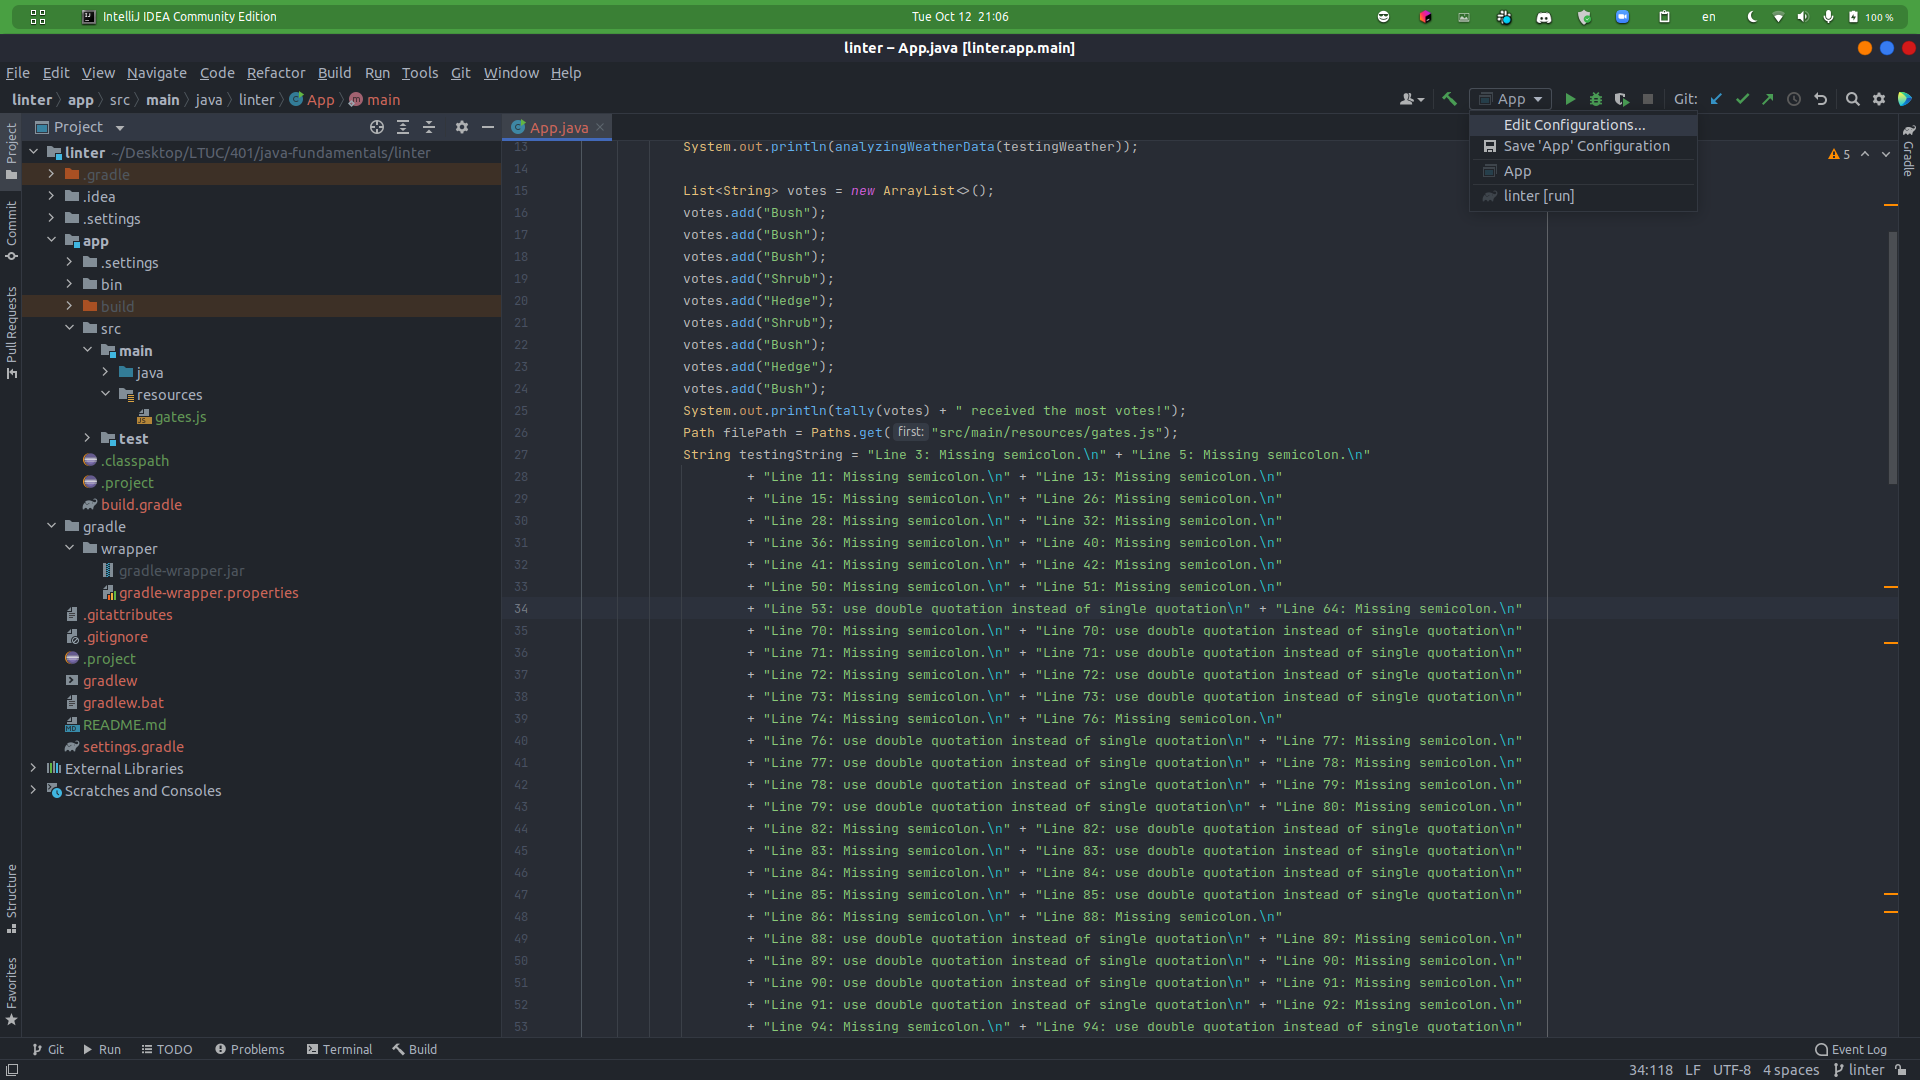 IntelliJ IDEA Community Edition
Tue Oct 12 21:06
en
100 %
linter – App.java [linter.app.main]
File Edit View Navigate Code Refactor Build Run Tools Git Window Help
linter app src main java linter App main
App
Git:
Edit Configurations...
Save 'App' Configuration
App
linter [run]
Project
Commit
Pull Requests
Structure
Favorites
Gradle
Project
linter ~/Desktop/LTUC/401/java-fundamentals/linter
.gradle
.idea
.settings
app
.settings
bin
build
src
main
java
resources
gates.js
test
.classpath
.project
build.gradle
gradle
wrapper
gradle-wrapper.jar
gradle-wrapper.properties
.gitattributes
.gitignore
.project
gradlew
gradlew.bat
README.md
settings.gradle
External Libraries
Scratches and Consoles
App.java
5
13 System.out.println(analyzingWeatherData(testingWeather));
14
15 List<String> votes = new ArrayList<>();
16 votes.add("Bush");
17 votes.add("Bush");
18 votes.add("Bush");
19 votes.add("Shrub");
20 votes.add("Hedge");
21 votes.add("Shrub");
22 votes.add("Bush");
23 votes.add("Hedge");
24 votes.add("Bush");
25 System.out.println(tally(votes) + " received the most votes!");
26 Path filePath = Paths.get( first: "src/main/resources/gates.js");
27 String testingString = "Line 3: Missing semicolon.\n" + "Line 5: Missing semicolon.\n"
28 + "Line 11: Missing semicolon.\n" + "Line 13: Missing semicolon.\n"
29 + "Line 15: Missing semicolon.\n" + "Line 26: Missing semicolon.\n"
30 + "Line 28: Missing semicolon.\n" + "Line 32: Missing semicolon.\n"
31 + "Line 36: Missing semicolon.\n" + "Line 40: Missing semicolon.\n"
32 + "Line 41: Missing semicolon.\n" + "Line 42: Missing semicolon.\n"
33 + "Line 50: Missing semicolon.\n" + "Line 51: Missing semicolon.\n"
34 + "Line 53: use double quotation instead of single quotation\n" + "Line 64: Missing semicolon.\n"
35 + "Line 70: Missing semicolon.\n" + "Line 70: use double quotation instead of single quotation\n"
36 + "Line 71: Missing semicolon.\n" + "Line 71: use double quotation instead of single quotation\n"
37 + "Line 72: Missing semicolon.\n" + "Line 72: use double quotation instead of single quotation\n"
38 + "Line 73: Missing semicolon.\n" + "Line 73: use double quotation instead of single quotation\n"
39 + "Line 74: Missing semicolon.\n" + "Line 76: Missing semicolon.\n"
40 + "Line 76: use double quotation instead of single quotation\n" + "Line 77: Missing semicolon.\n"
41 + "Line 77: use double quotation instead of single quotation\n" + "Line 78: Missing semicolon.\n"
42 + "Line 78: use double quotation instead of single quotation\n" + "Line 79: Missing semicolon.\n"
43 + "Line 79: use double quotation instead of single quotation\n" + "Line 80: Missing semicolon.\n"
44 + "Line 82: Missing semicolon.\n" + "Line 82: use double quotation instead of single quotation\n"
45 + "Line 83: Missing semicolon.\n" + "Line 83: use double quotation instead of single quotation\n"
46 + "Line 84: Missing semicolon.\n" + "Line 84: use double quotation instead of single quotation\n"
47 + "Line 85: Missing semicolon.\n" + "Line 85: use double quotation instead of single quotation\n"
48 + "Line 86: Missing semicolon.\n" + "Line 88: Missing semicolon.\n"
49 + "Line 88: use double quotation instead of single quotation\n" + "Line 89: Missing semicolon.\n"
50 + "Line 89: use double quotation instead of single quotation\n" + "Line 90: Missing semicolon.\n"
51 + "Line 90: use double quotation instead of single quotation\n" + "Line 91: Missing semicolon.\n"
52 + "Line 91: use double quotation instead of single quotation\n" + "Line 92: Missing semicolon.\n"
53 + "Line 94: Missing semicolon.\n" + "Line 94: use double quotation instead of single quotation\n"
Git Run TODO Problems Terminal Build Event Log
34:118 LF UTF-8 4 spaces linter